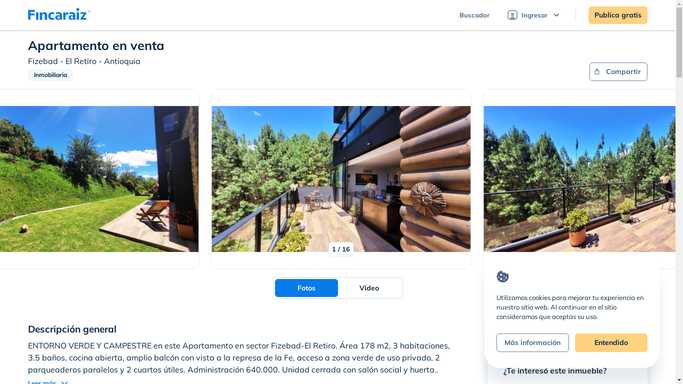 Fincaraiz
Buscador
Ingresar
Publica gratis
Apartamento en venta
Fizebad - El Retiro - Antioquia
Inmobiliaria
Compartir
1 / 16
Fotos
Video
Descripción general
ENTORNO VERDE Y CAMPESTRE en este Apartamento en sector Fizebad-El Retiro. Área 178 m2, 3 habitaciones,
3.5 baños, cocina abierta, amplio balcón con vista a la represa de la Fe, acceso a zona verde de uso privado, 2
parqueaderos paralelos y 2 cuartos útiles. Administración 640.000. Unidad cerrada con salón social y huerta..
Leer más
Utilizamos cookies para mejorar tu experiencia en
nuestro sitio web. Al continuar en el sitio
consideramos que aceptas su uso.
Más información
Entendido
¿Te interesó este inmueble?